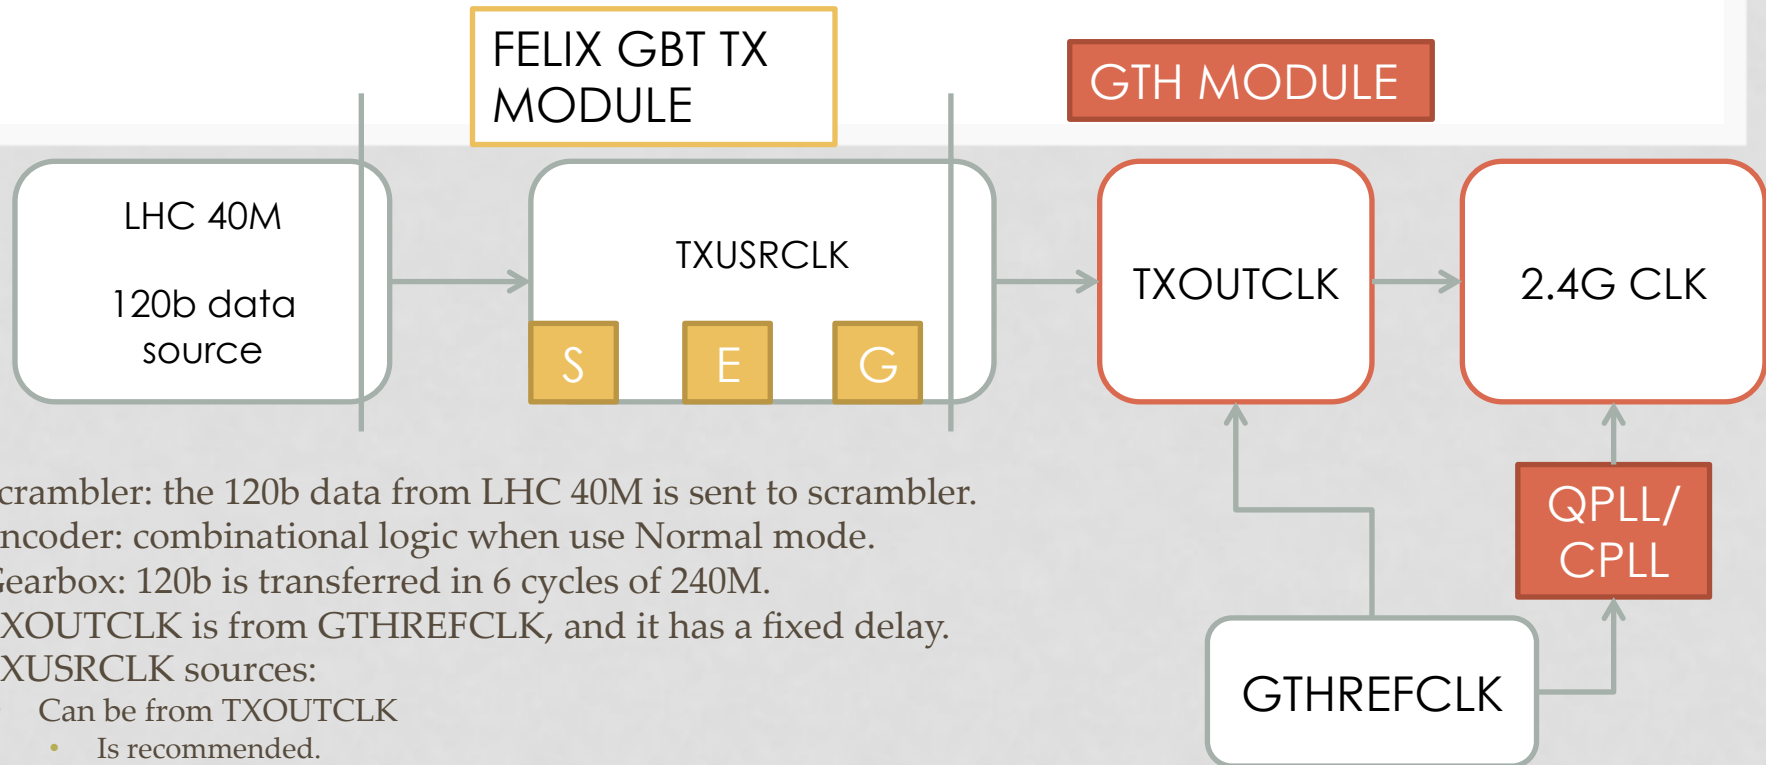 FELIX GBT TX
MODULE
GTH MODULE
LHC 40M
120b data
source
TXUSRCLK
S
E
G
TXOUTCLK
2.4G CLK
QPLL/
CPLL
GTHREFCLK
crambler: the 120b data from LHC 40M is sent to scrambler.
ncoder: combinational logic when use Normal mode.
Gearbox: 120b is transferred in 6 cycles of 240M.
XOUTCLK is from GTHREFCLK, and it has a fixed delay.
XUSRCLK sources:
Can be from TXOUTCLK
• Is recommended.